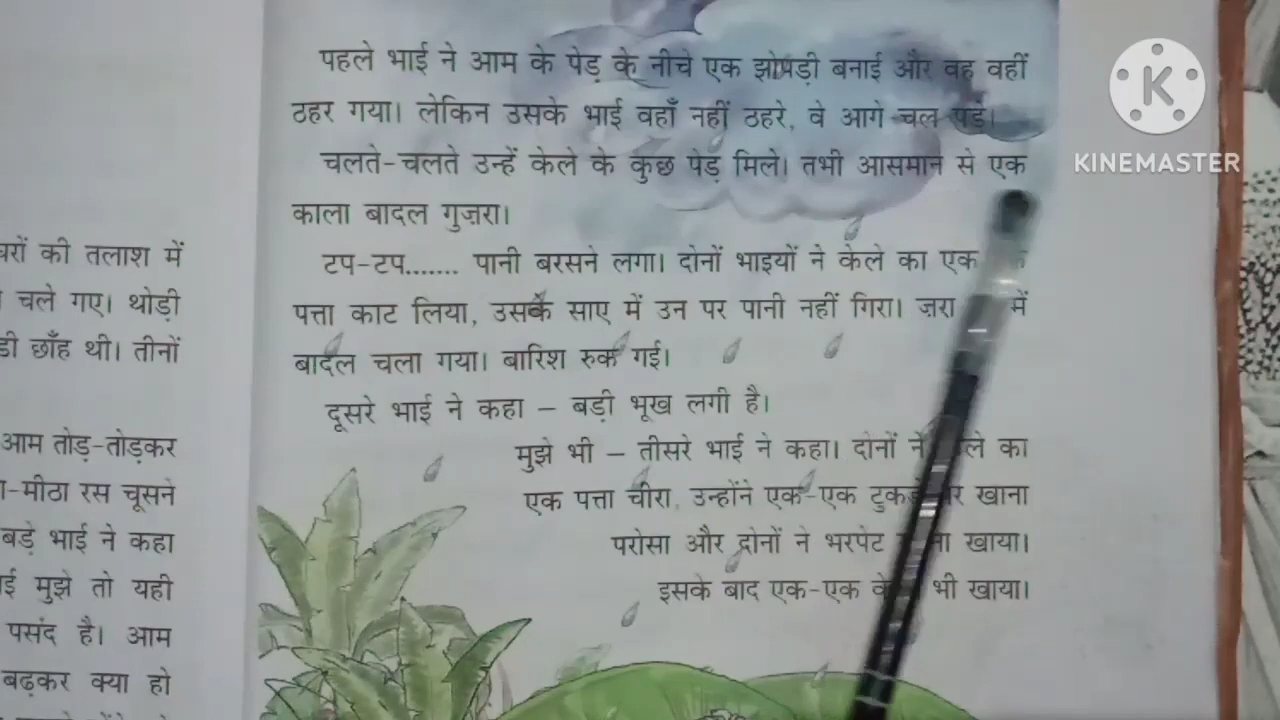 पहले भाई ने आम के पेड़ के नीचे एक झोंपड़ी बनाई और वह वहीं
ठहर गया। लेकिन उसके भाई वहाँ नहीं ठहरे, वे आगे चल पड़े।
चलते-चलते उन्हें केले के कुछ पेड़ मिले। तभी आसमान से एक
काला बादल गुज़रा।
टप-टप....... पानी बरसने लगा। दोनों भाइयों ने केले का एक
पत्ता काट लिया, उसके साए में उन पर पानी नहीं गिरा। ज़रा में
बादल चला गया। बारिश रुक गई।
दूसरे भाई ने कहा – बड़ी भूख लगी है।
मुझे भी – तीसरे भाई ने कहा। दोनों ने का
एक पत्ता चीरा, उन्होंने एक-एक खाना
परोसा और दोनों ने भरपेट खाया।
इसके बाद एक-एक भी खाया।
की तलाश में
चले गए। थोड़ी
छाँह थी। तीनों
आम तोड़-तोड़कर
रस चूसने
बड़े भाई ने कहा
मुझे तो यही
पसंद है। आम
बढ़कर क्या हो
K
KINEMASTER